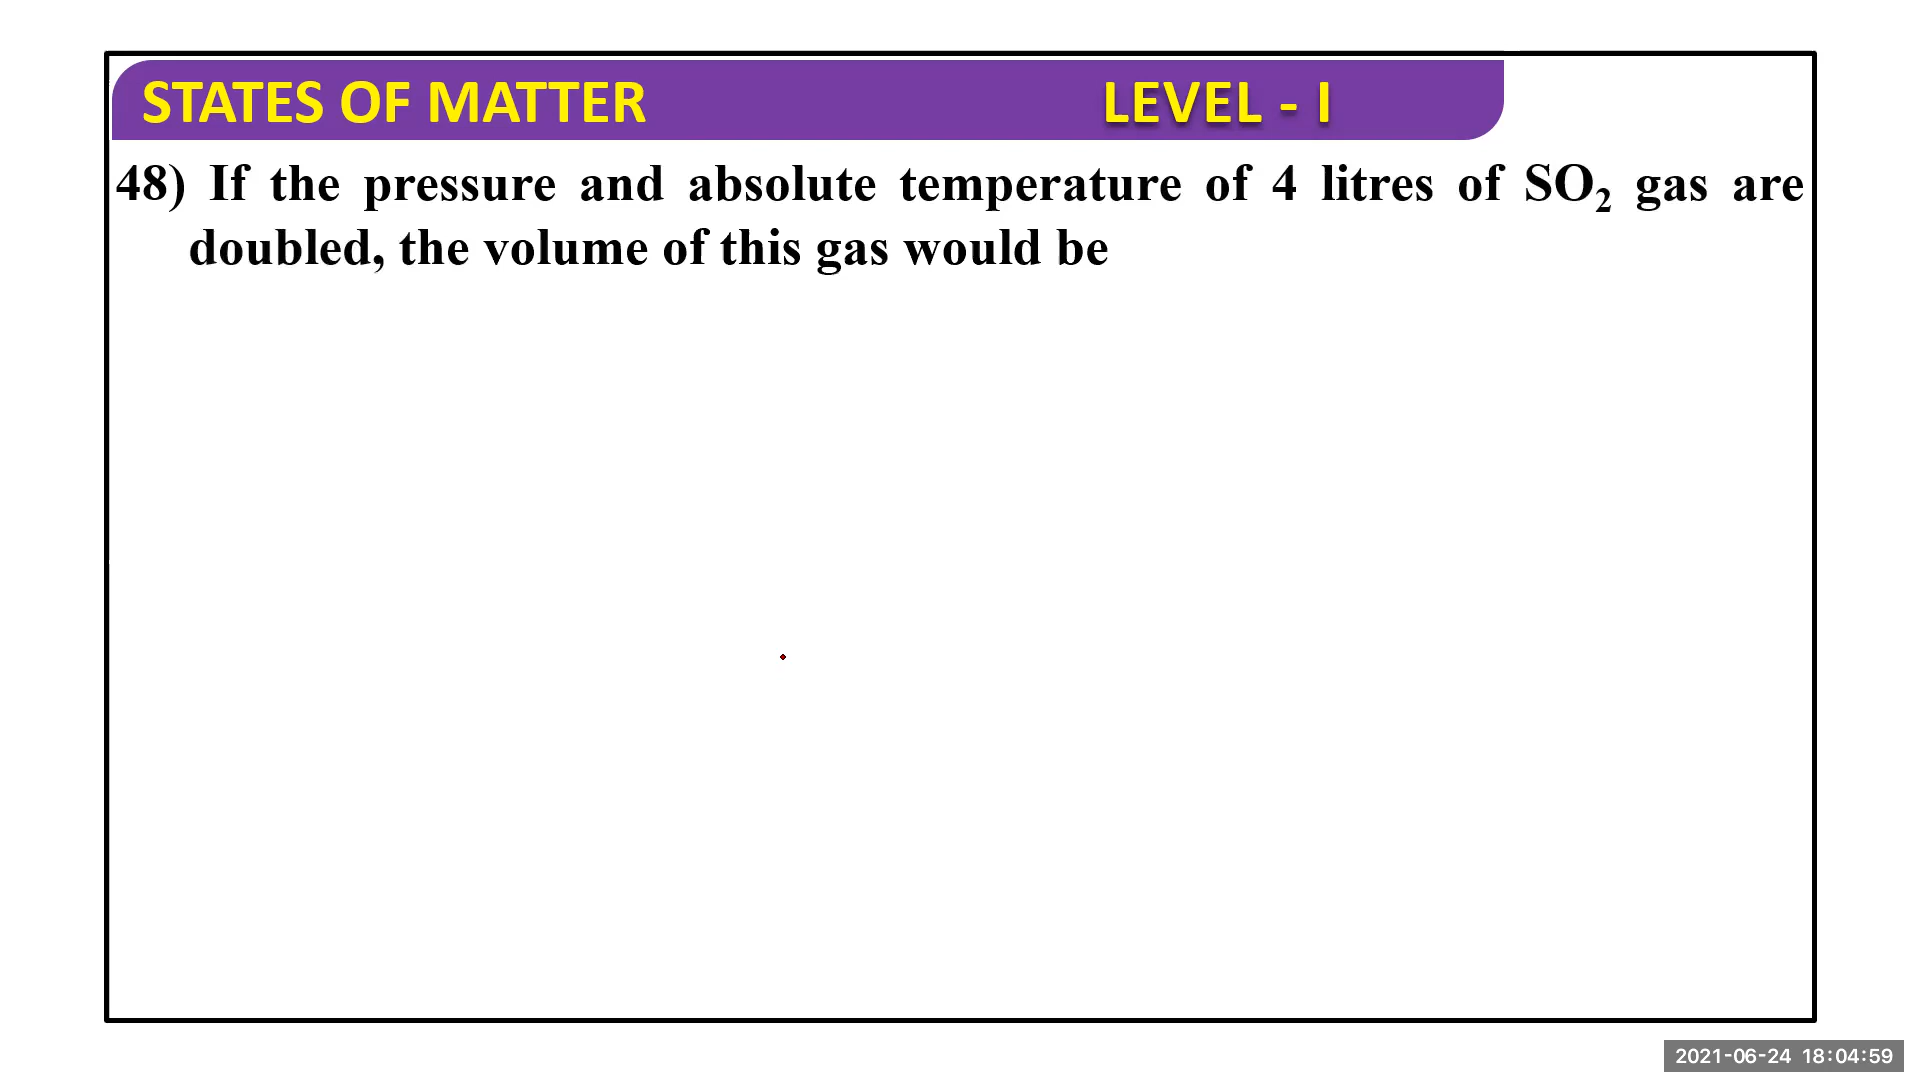 STATES OF MATTER LEVEL - I
48) If the pressure and absolute temperature of 4 litres of SO₂ gas are
doubled, the volume of this gas would be
2021-06-24 18:04:59